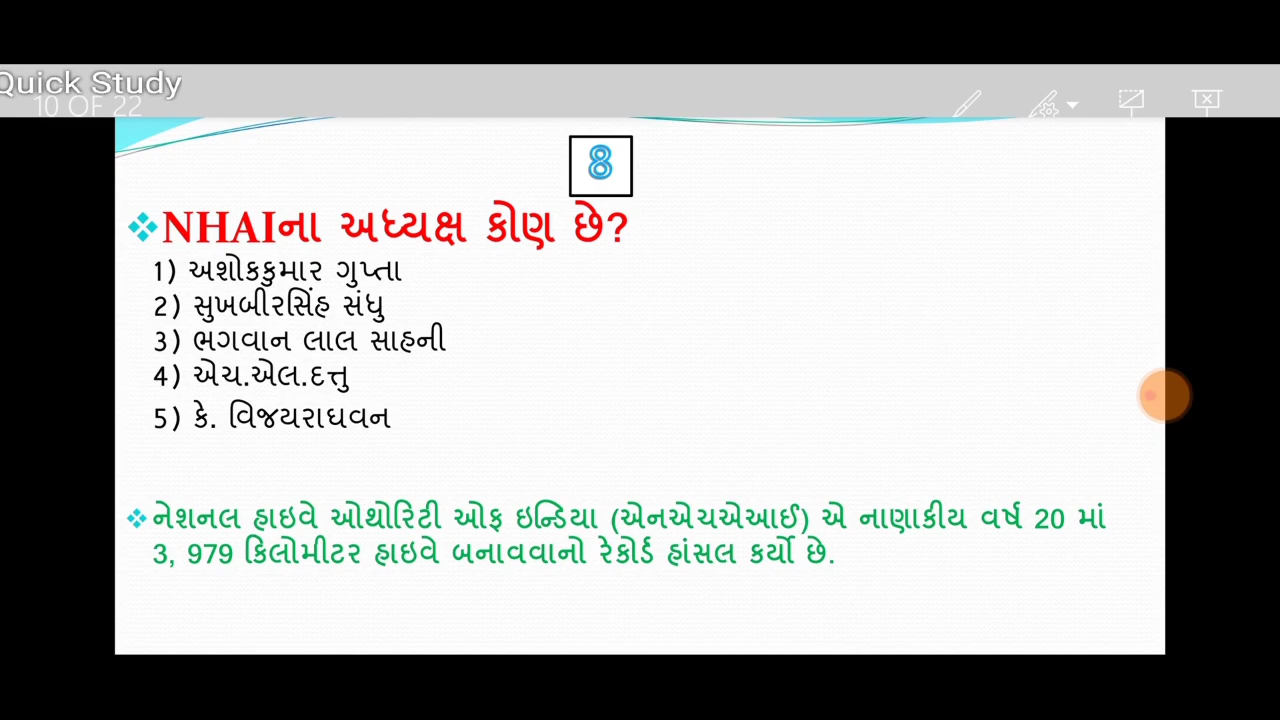 Quick Study
10 OF 22
8
NHAIના અધ્યક્ષ કોણ છે?
1) અશોકકુમાર ગુપ્તા
2) સુખબીરસિંહ સંધુ
3) ભગવાન લાલ સાહની
4) એચ.એલ.દત્તુ
5) કે. વિજયરાઘવન
નેશનલ હાઇવે ઓથોરિટી ઓફ ઇન્ડિયા (એનએચએઆઈ) એ નાણાકીય વર્ષ 20 માં
3, 979 કિલોમીટર હાઇવે બનાવવાનો રેકોર્ડ હાંસલ કર્યો છે.